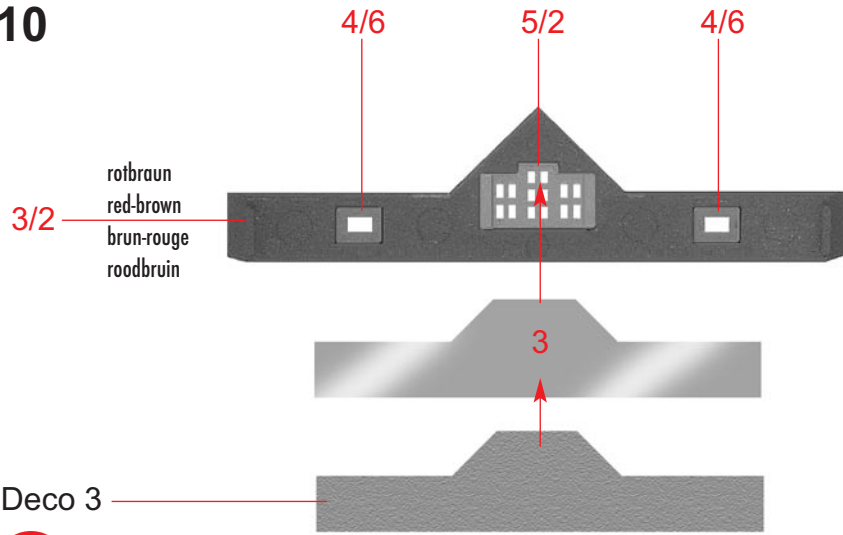 10
4/6
5/2
4/6
3/2
rotbraun
red-brown
brun-rouge
roodbruin
3
Deco 3